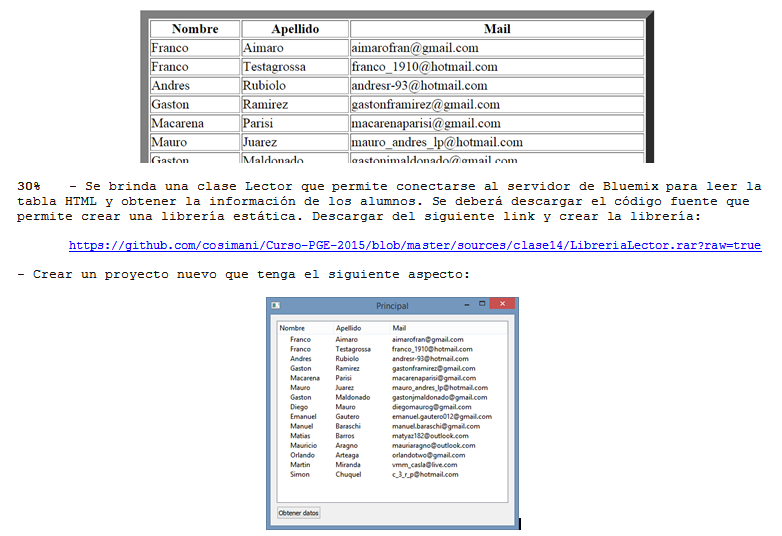 Nombre Apellido Mail
Franco Aimaro aimarofran@gmail.com
Franco Testagrossa franco_1910@hotmail.com
Andres Rubiolo andresr-93@hotmail.com
Gaston Ramirez gastonframirez@gmail.com
Macarena Parisi macarenaparisi@gmail.com
Mauro Juarez mauro_andres_lp@hotmail.com
Gaston Maldonado gastonjmaldonado@gmail.com
30% - Se brinda una clase Lector que permite conectarse al servidor de Bluemix para leer la
tabla HTML y obtener la información de los alumnos. Se deberá descargar el código fuente que
permite crear una librería estática. Descargar del siguiente link y crear la librería:
https://github.com/cosimani/Curso-PGE-2015/blob/master/sources/clase14/LibreriaLector.rar?raw=true
- Crear un proyecto nuevo que tenga el siguiente aspecto:
Principal
Nombre Apellido Mail
Franco Aimaro aimarofran@gmail.com
Franco Testagrossa franco_1910@hotmail.com
Andres Rubiolo andresr-93@hotmail.com
Gaston Ramirez gastonframirez@gmail.com
Macarena Parisi macarenaparisi@gmail.com
Mauro Juarez mauro_andres_lp@hotmail.com
Gaston Maldonado gastonjmaldonado@gmail.com
Diego Mauro diegomaurog@gmail.com
Emanuel Gautero emanuel.gautero012@gmail.com
Manuel Baraschi manuel.baraschi@gmail.com
Matias Barros matyaz182@outlook.com
Mauricio Aragno mauriaragno@outlook.com
Orlando Arteaga orlandotwo@gmail.com
Martin Miranda vmm_casla@live.com
Simon Chuquel c_3_r_p@hotmail.com
Obtener datos